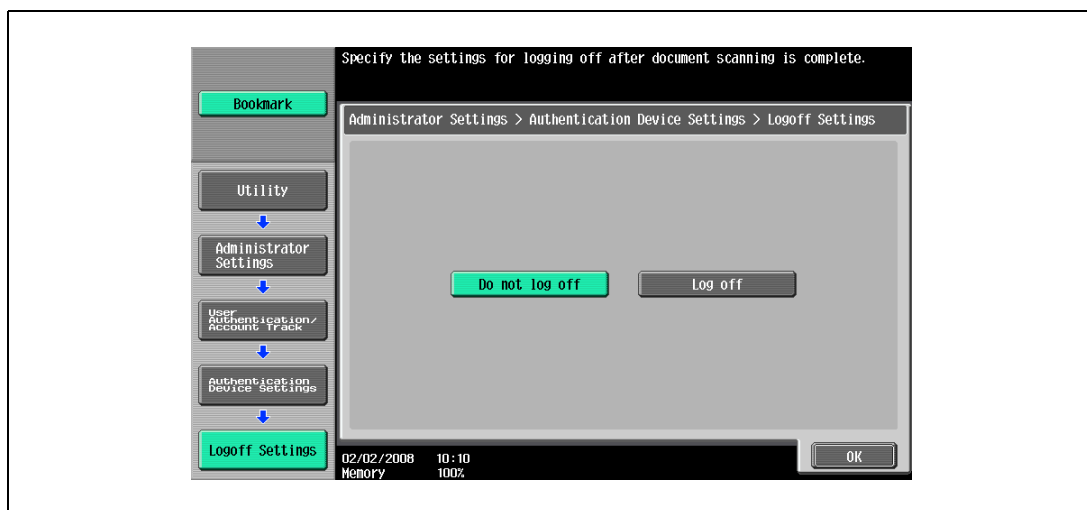 Specify the settings for logging off after document scanning is complete.
Bookmark
Administrator Settings > Authentication Device Settings > Logoff Settings
Utility
Administrator
Settings
User
Authentication/
Account Track
Authentication
Device Settings
Logoff Settings
Do not log off
Log off
02/02/2008 10:10
Memory 100%
OK